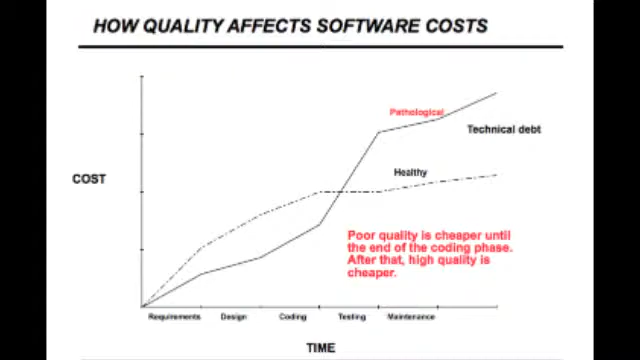 HOW QUALITY AFFECTS SOFTWARE COSTS
Pathological
Technical debt
Healthy
COST
Poor quality is cheaper until
the end of the coding phase.
After that, high quality is
cheaper.
Requirements Design Coding Testing Maintenance
TIME